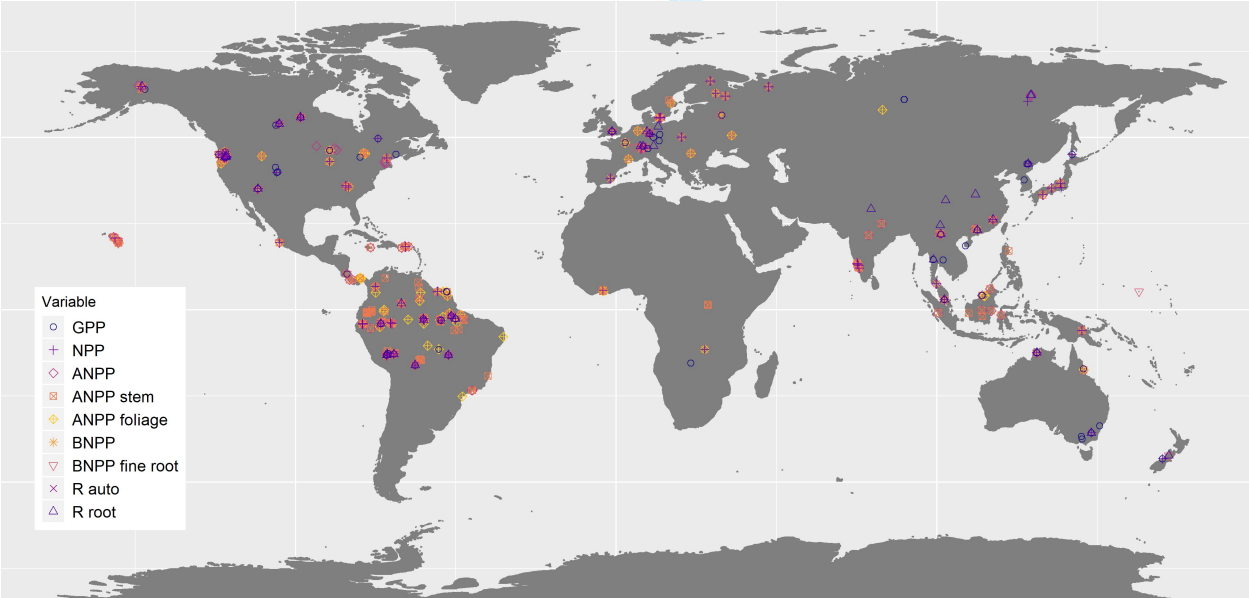 Variable
GPP
NPP
ANPP
ANPP stem
ANPP foliage
BNPP
BNPP fine root
R auto
R root